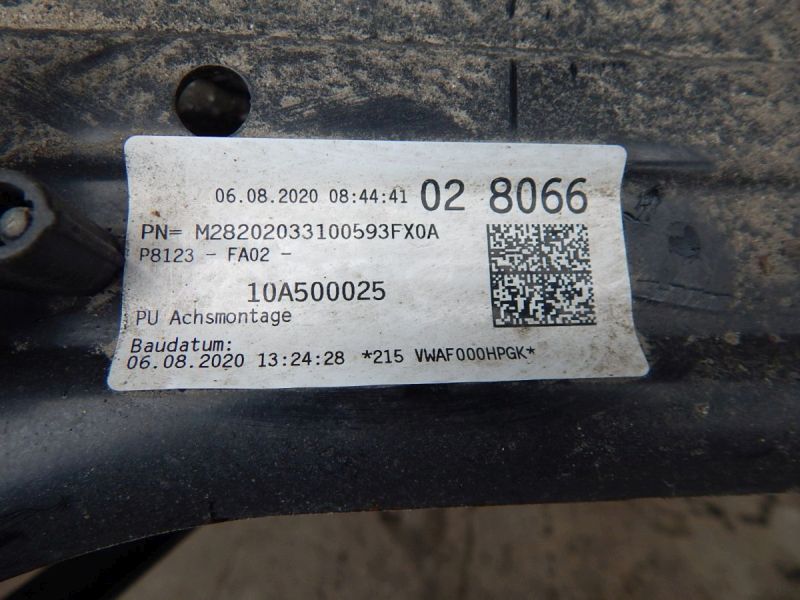 06.08.2020 08:44:41 02 8066
PN= M28202033100593FX0A
P8123 - FA02 -
10A500025
PU Achsmontage
Baudatum:
06.08.2020 13:24:28 *215 VWAF000HPGK*